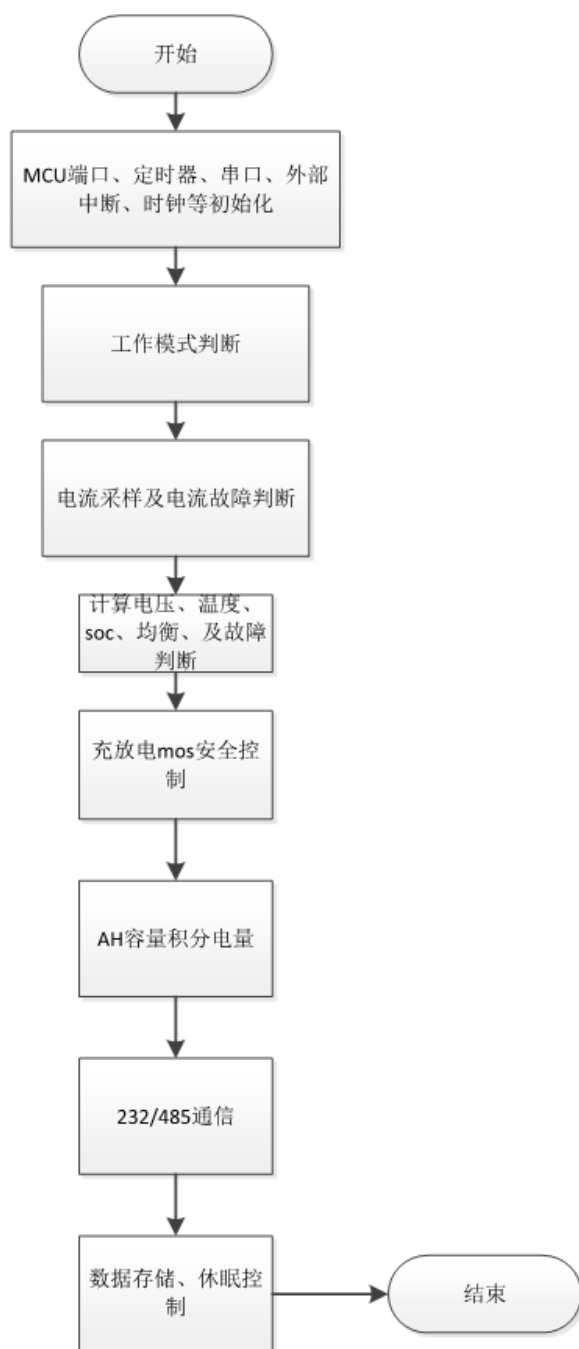 开始
MCU端口、定时器、串口、外部
中断、时钟等初始化
工作模式判断
电流采样及电流故障判断
计算电压、温度、
soc、均衡、及故障
判断
充放电mos安全控
制
AH容量积分电量
232/485通信
数据存储、休眠控
制
结束